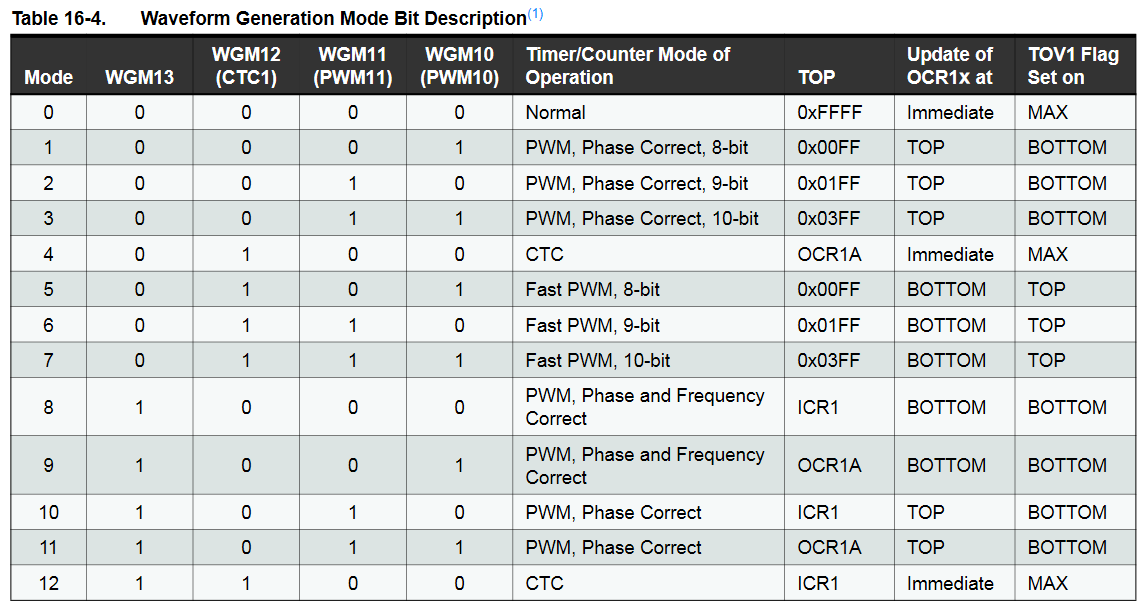 Table 16-4. Waveform Generation Mode Bit Description(1)
Mode WGM13 WGM12 (CTC1) WGM11 (PWM11) WGM10 (PWM10) Timer/Counter Mode of Operation TOP Update of OCR1x at TOV1 Flag Set on
0 0 0 0 0 Normal 0xFFFF Immediate MAX
1 0 0 0 1 PWM, Phase Correct, 8-bit 0x00FF TOP BOTTOM
2 0 0 1 0 PWM, Phase Correct, 9-bit 0x01FF TOP BOTTOM
3 0 0 1 1 PWM, Phase Correct, 10-bit 0x03FF TOP BOTTOM
4 0 1 0 0 CTC OCR1A Immediate MAX
5 0 1 0 1 Fast PWM, 8-bit 0x00FF BOTTOM TOP
6 0 1 1 0 Fast PWM, 9-bit 0x01FF BOTTOM TOP
7 0 1 1 1 Fast PWM, 10-bit 0x03FF BOTTOM TOP
8 1 0 0 0 PWM, Phase and Frequency Correct ICR1 BOTTOM BOTTOM
9 1 0 0 1 PWM, Phase and Frequency Correct OCR1A BOTTOM BOTTOM
10 1 0 1 0 PWM, Phase Correct ICR1 TOP BOTTOM
11 1 0 1 1 PWM, Phase Correct OCR1A TOP BOTTOM
12 1 1 0 0 CTC ICR1 Immediate MAX